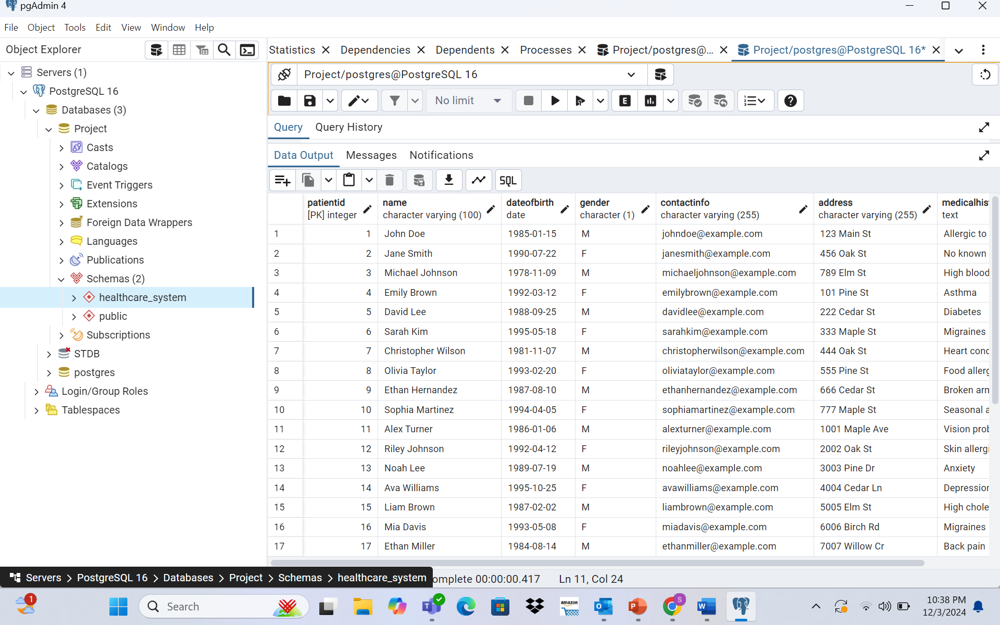 pgAdmin 4
File Object Tools Edit View Window Help
Object Explorer
Statistics Dependencies Dependents Processes Project/postgres@... Project/postgres@PostgreSQL 16*
Servers (1)
PostgreSQL 16
Databases (3)
Project
Casts
Catalogs
Event Triggers
Extensions
Foreign Data Wrappers
Languages
Publications
Schemas (2)
healthcare_system
public
Subscriptions
STDB
postgres
Login/Group Roles
Tablespaces
Project/postgres@PostgreSQL 16
No limit E
Query Query History
Data Output Messages Notifications
SQL
patientid name dateofbirth gender contactinfo address medicalhis
[PK] integer character varying (100) date character (1) character varying (255) character varying (255) text
1 1 John Doe 1985-01-15 M johndoe@example.com 123 Main St Allergic to
2 2 Jane Smith 1990-07-22 F janesmith@example.com 456 Oak St No known
3 3 Michael Johnson 1978-11-09 M michaeljohnson@example.com 789 Elm St High blood
4 4 Emily Brown 1992-03-12 F emilybrown@example.com 101 Pine St Asthma
5 5 David Lee 1988-09-25 M davidlee@example.com 222 Cedar St Diabetes
6 6 Sarah Kim 1995-05-18 F sarahkim@example.com 333 Maple St Migraines
7 7 Christopher Wilson 1981-11-07 M christopherwilson@example.com 444 Oak St Heart conc
8 8 Olivia Taylor 1993-02-20 F oliviataylor@example.com 555 Pine St Food allerg
9 9 Ethan Hernandez 1987-08-10 M ethanhernandez@example.com 666 Cedar St Broken arm
10 10 Sophia Martinez 1994-04-05 F sophiamartinez@example.com 777 Maple St Seasonal a
11 11 Alex Turner 1986-01-06 M alexturner@example.com 1001 Maple Ave Vision prob
12 12 Riley Johnson 1992-04-12 F rileyjohnson@example.com 2002 Oak St Skin allergi
13 13 Noah Lee 1989-07-19 M noahlee@example.com 3003 Pine Dr Anxiety
14 14 Ava Williams 1995-10-25 F avawilliams@example.com 4004 Cedar Ln Depression
15 15 Liam Brown 1987-02-02 M liambrown@example.com 5005 Elm St High chole
16 16 Mia Davis 1993-05-08 F miadavis@example.com 6006 Birch Rd Migraines
17 17 Ethan Miller 1984-08-14 M ethanmiller@example.com 7007 Willow Cr Back pain
Servers > PostgreSQL 16 > Databases > Project > Schemas > healthcare_system omplete 00:00:00.417 Ln 11, Col 24
1 Search amazon S 10:38 PM
12/3/2024